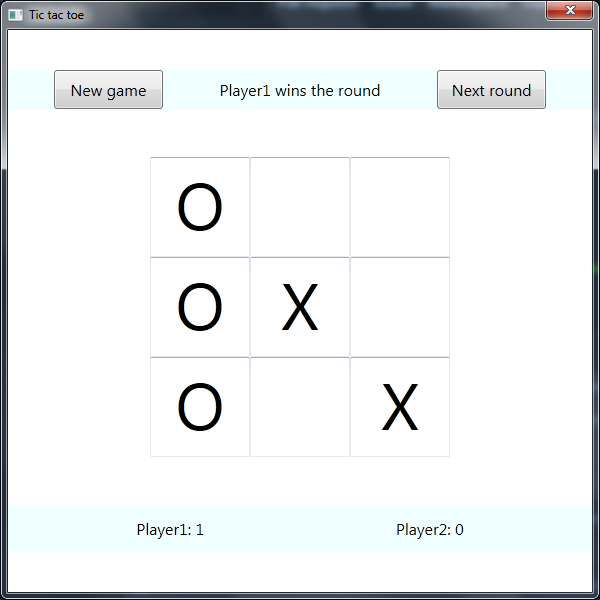 Tic tac toe
New game
Player1 wins the round
Next round
O
O X
O X
Player1: 1
Player2: 0